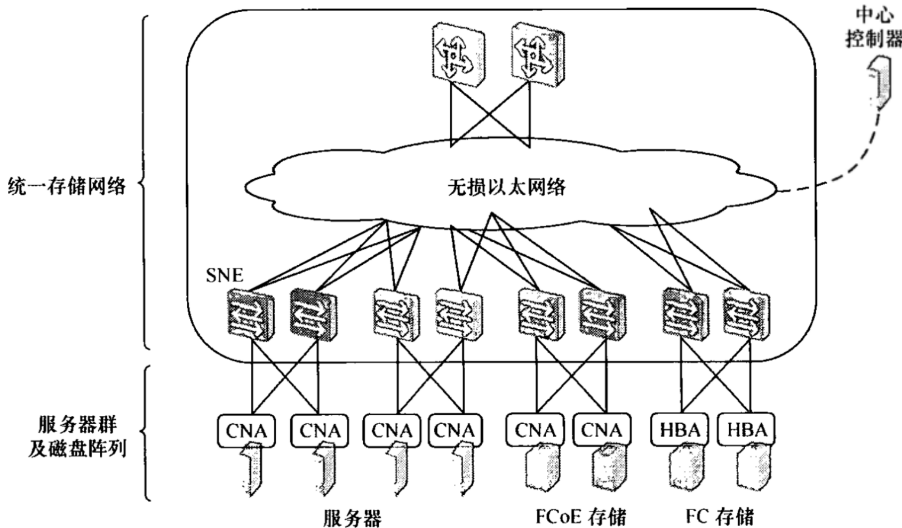 中心
控制器
统一存储网络
无损以太网络
SNE
服务器群
及磁盘阵列
CNA CNA CNA CNA CNA CNA HBA HBA
服务器 FCoE 存储 FC 存储